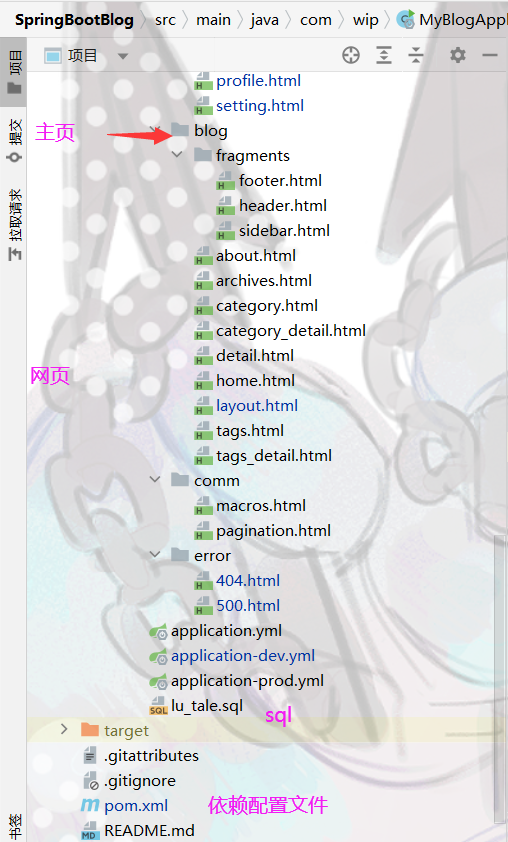 SpringBootBlog > src > main > java > com > wip > MyBlogAppl
项目
项目
profile.html
setting.html
主页
blog
提交
fragments
footer.html
拉取请求
header.html
sidebar.html
about.html
archives.html
category.html
category_detail.html
detail.html
网页
home.html
layout.html
tags.html
tags_detail.html
comm
macros.html
pagination.html
error
404.html
500.html
application.yml
application-dev.yml
application-prod.yml
lu_tale.sql
sql
target
.gitattributes
.gitignore
pom.xml 依赖配置文件
书签
README.md